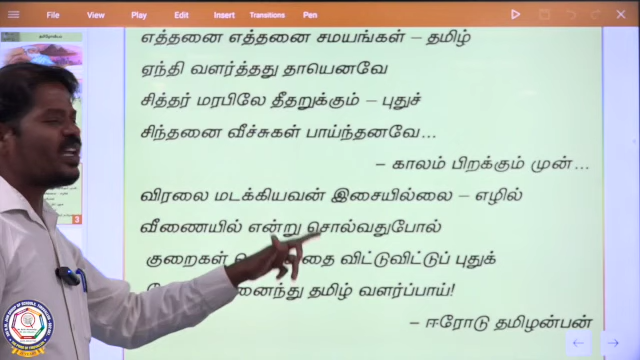 File View Play Edit Insert Transitions Pen
எத்தனை எத்தனை சமயங்கள் – தமிழ்
ஏந்தி வளர்த்தது தாயெனவே
சித்தர் மரபிலே தீதறுக்கும் – புதுச்
சிந்தனை வீச்சுகள் பாய்ந்தனவே...
– காலம் பிறக்கும் முன்...
விரலை மடக்கியவன் இசையில்லை – எழில்
வீணையில் என்று சொல்வதுபோல்
குறைகள் விட்டுவிட்டுப் புதுக்
தமிழ் வளர்ப்பாய்!
– ஈரோடு தமிழன்பன்
3